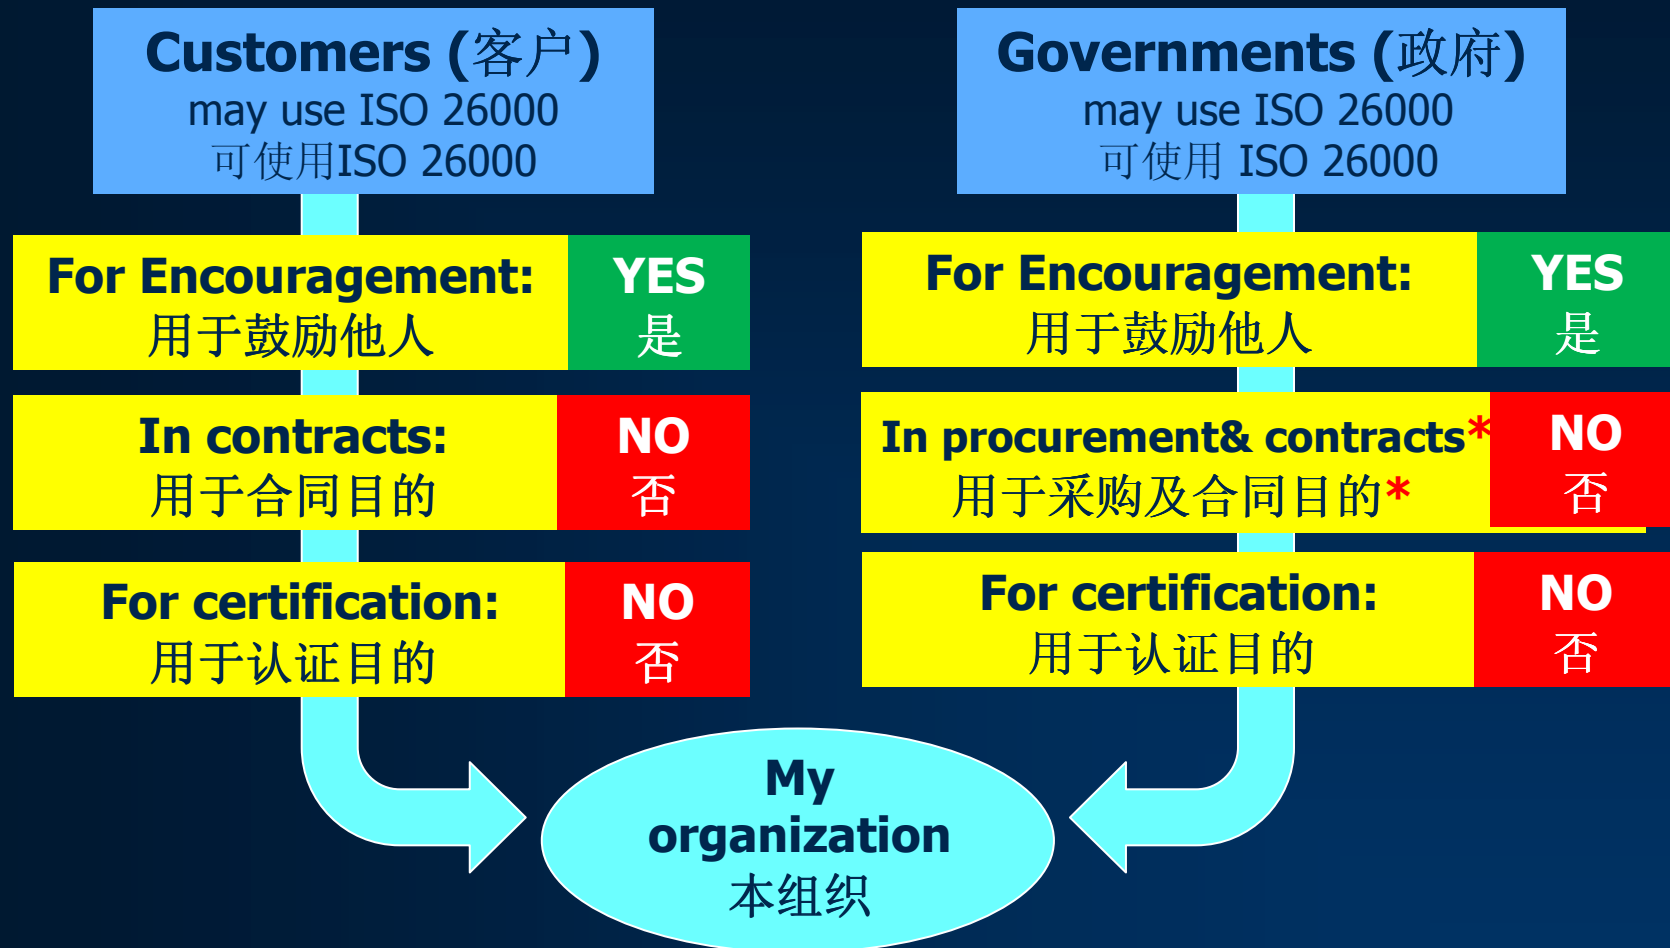 Customers (客户)
may use ISO 26000
可使用ISO 26000
For Encouragement:
用于鼓励他人
YES
是
In contracts:
用于合同目的
NO
否
For certification:
用于认证目的
NO
否
Governments (政府)
may use ISO 26000
可使用 ISO 26000
For Encouragement:
用于鼓励他人
YES
是
In procurement& contracts*
用于采购及合同目的*
NO
否
For certification:
用于认证目的
NO
否
My
organization
本组织